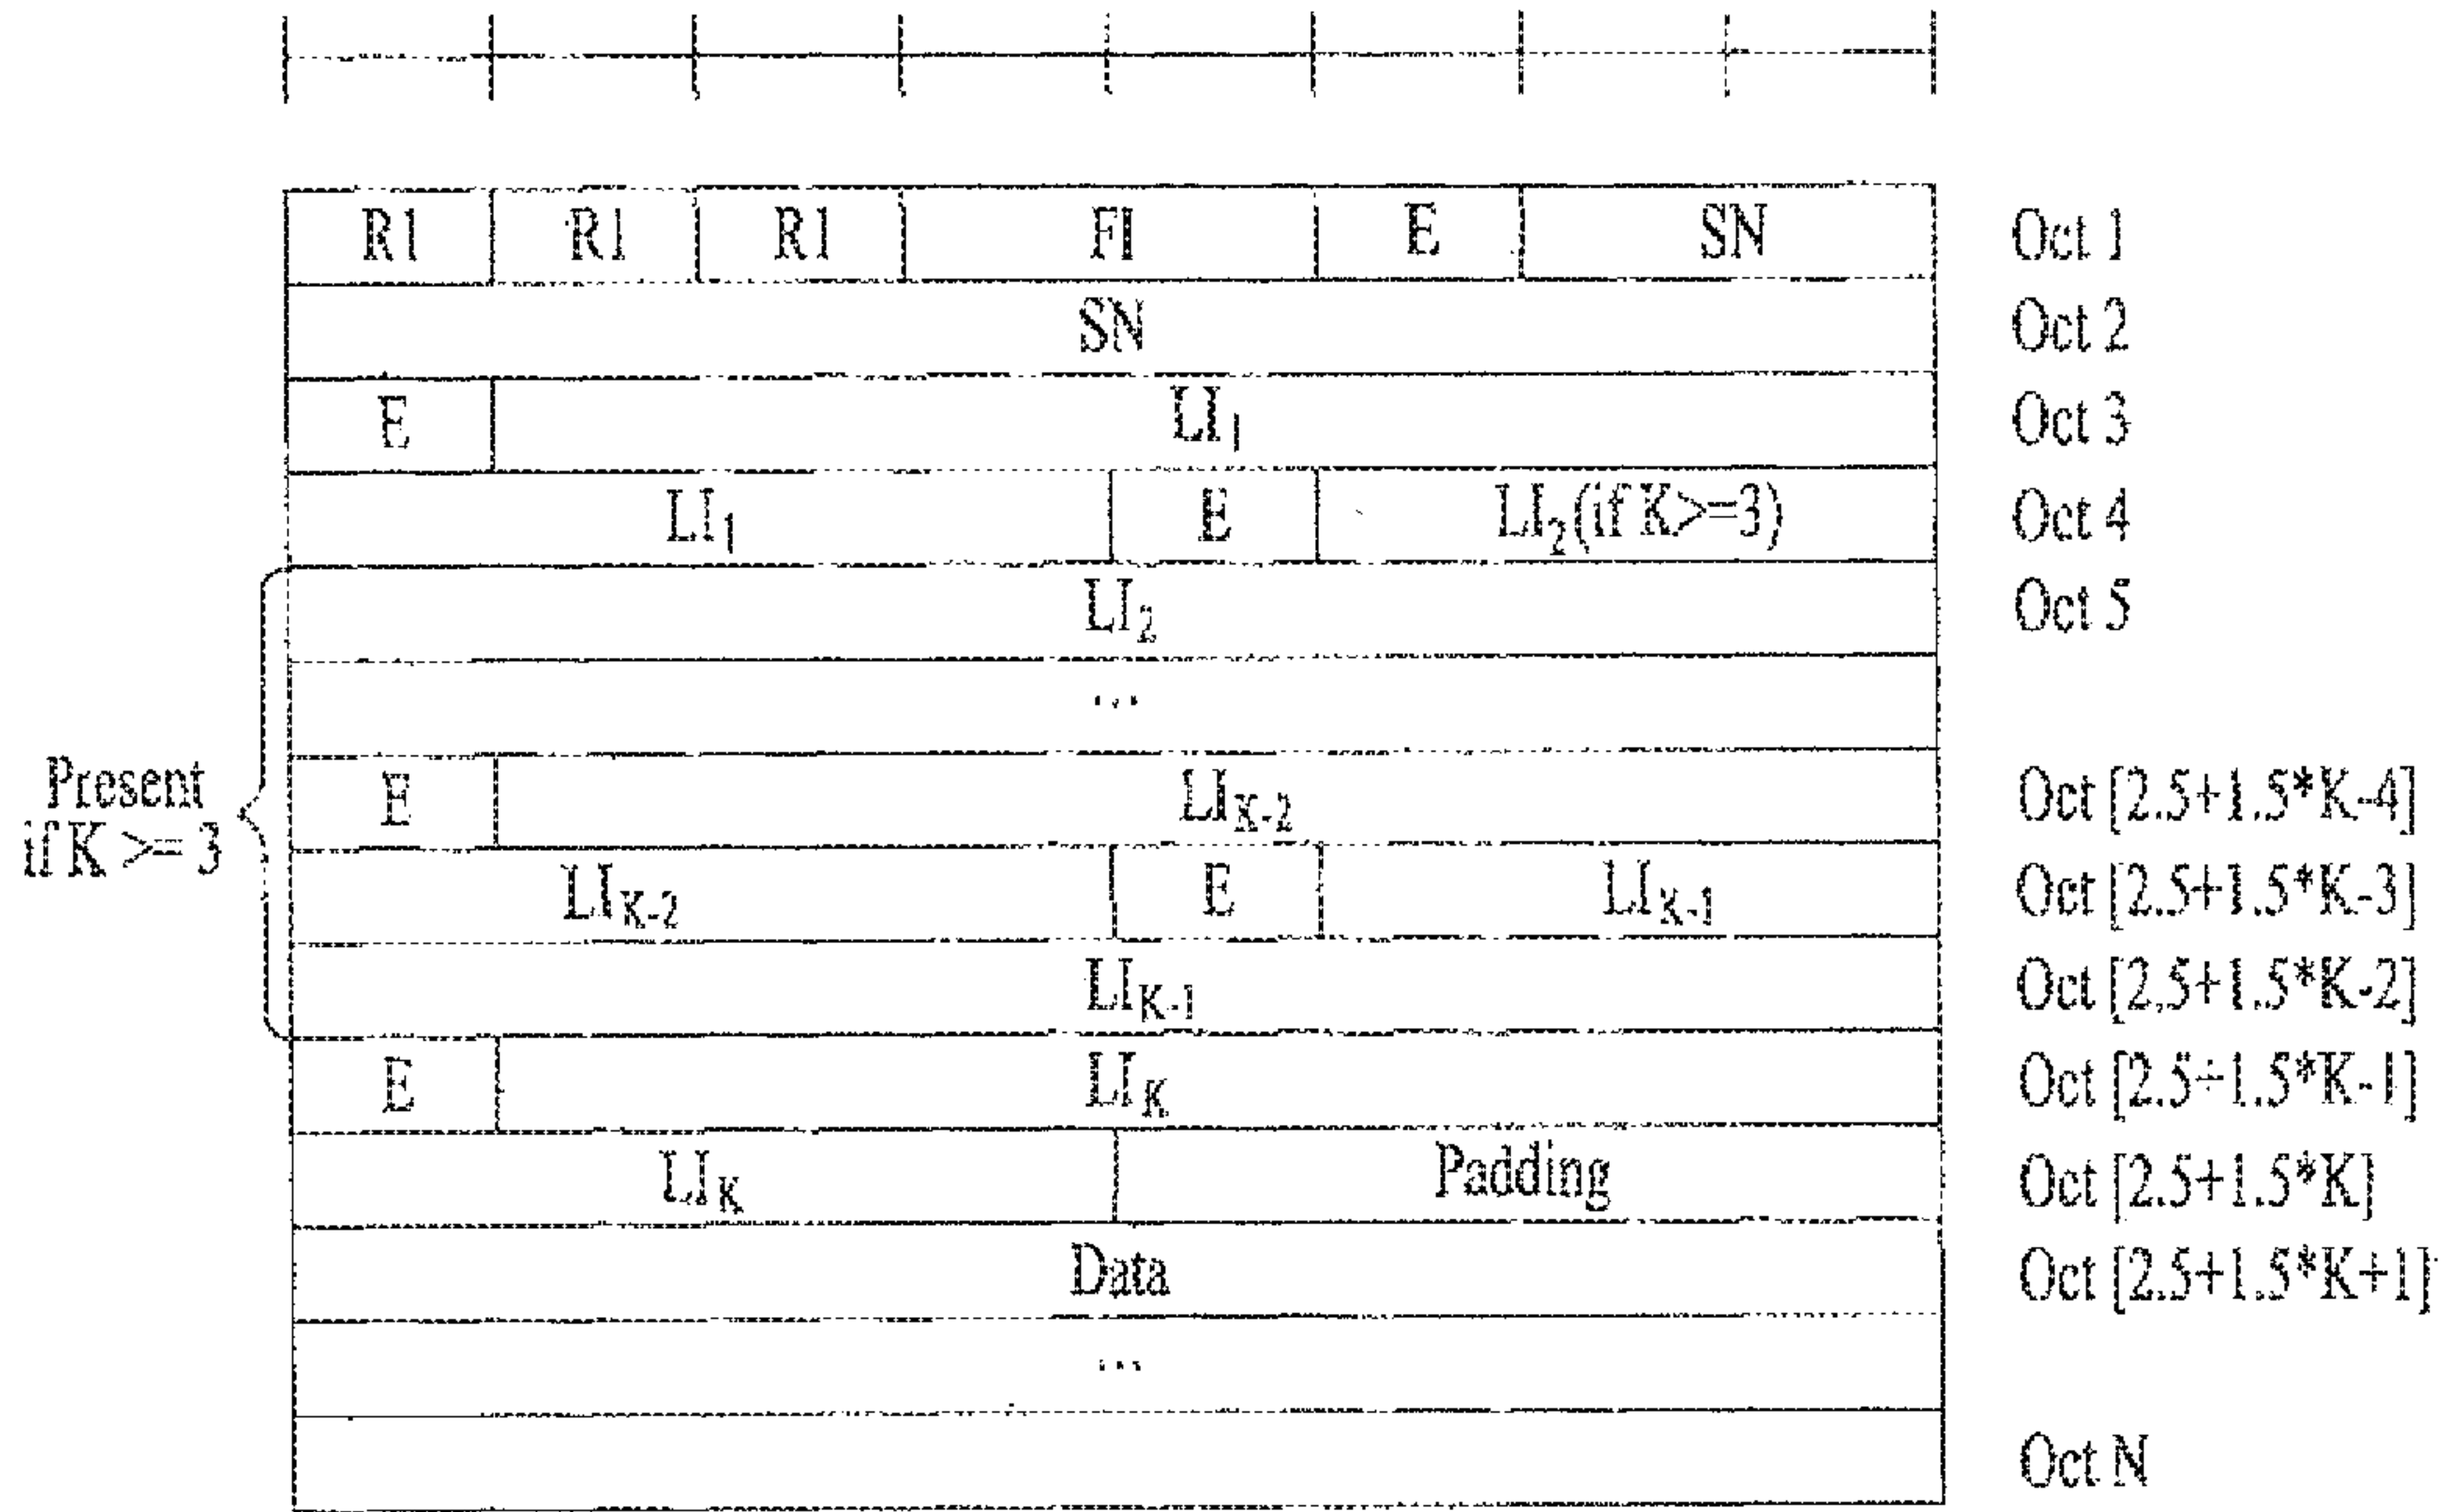 R1 R1 R1 FI E SN Oct 1
SN Oct 2
E LI1 Oct 3
LI1 E LI2(if K>=3) Oct 4
LI2 Oct 5
...
Present
if K >= 3
E LIK-2 Oct [2.5+1.5*K-4]
LIK-2 E LIK-1 Oct [2.5+1.5*K-3]
LIK-1 Oct [2.5+1.5*K-2]
E LIK Oct [2.5+1.5*K-1]
LIK Padding Oct [2.5+1.5*K]
Data Oct [2.5+1.5*K+1]
...
Oct N